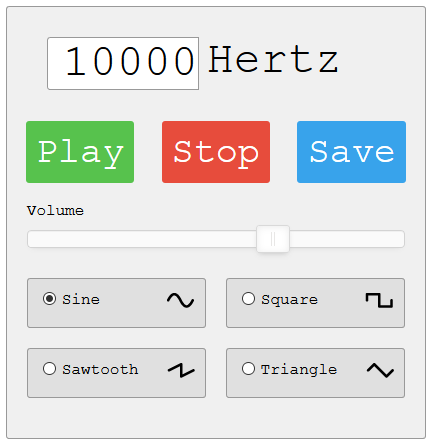 10000 Hertz
Play Stop Save
Volume
Sine Square
Sawtooth Triangle